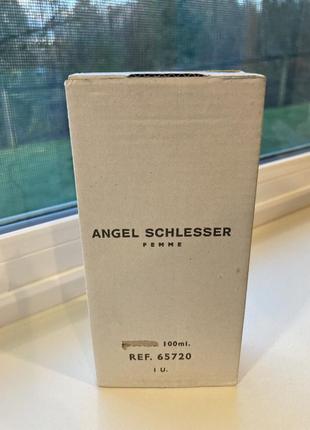 ANGEL SCHLESSER
FEMME
100ml.
REF. 65720
1 U.